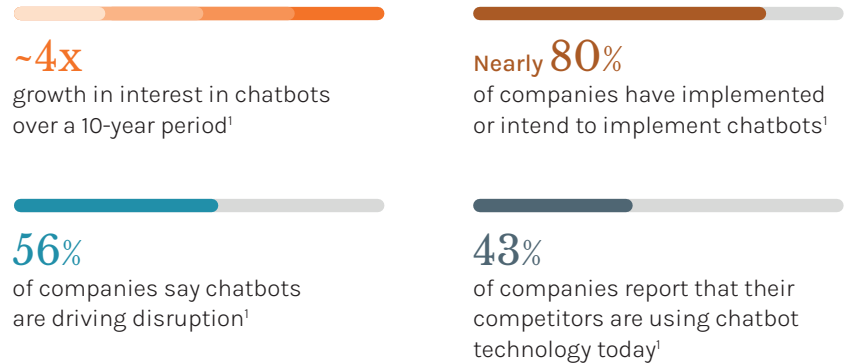 ~4x
growth in interest in chatbots
over a 10-year period¹
Nearly 80%
of companies have implemented
or intend to implement chatbots¹
56%
of companies say chatbots
are driving disruption¹
43%
of companies report that their
competitors are using chatbot
technology today¹